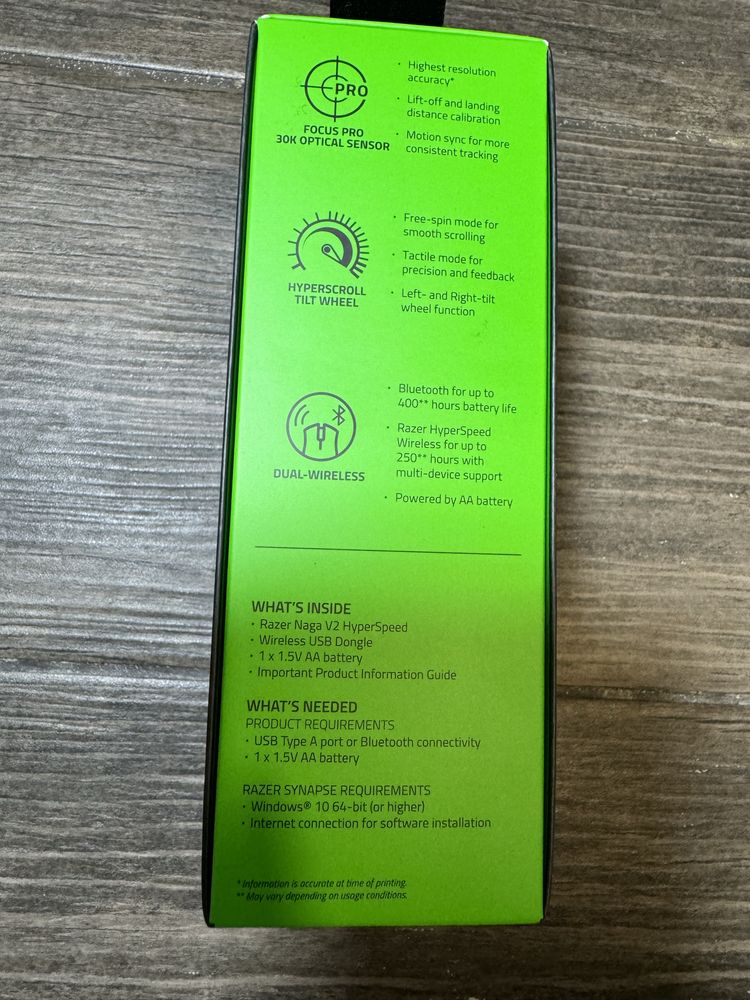 PRO
FOCUS PRO
30K OPTICAL SENSOR
· Highest resolution
accuracy*
· Lift-off and landing
distance calibration
· Motion sync for more
consistent tracking
HYPERSCROLL
TILT WHEEL
· Free-spin mode for
smooth scrolling
· Tactile mode for
precision and feedback
· Left- and Right-tilt
wheel function
DUAL-WIRELESS
· Bluetooth for up to
400** hours battery life
· Razer HyperSpeed
Wireless for up to
250** hours with
multi-device support
· Powered by AA battery
WHAT'S INSIDE
· Razer Naga V2 HyperSpeed
· Wireless USB Dongle
· 1 x 1.5V AA battery
· Important Product Information Guide
WHAT'S NEEDED
PRODUCT REQUIREMENTS
· USB Type A port or Bluetooth connectivity
· 1 x 1.5V AA battery
RAZER SYNAPSE REQUIREMENTS
· Windows® 10 64-bit (or higher)
· Internet connection for software installation
* Information is accurate at time of printing.
** May vary depending on usage conditions.